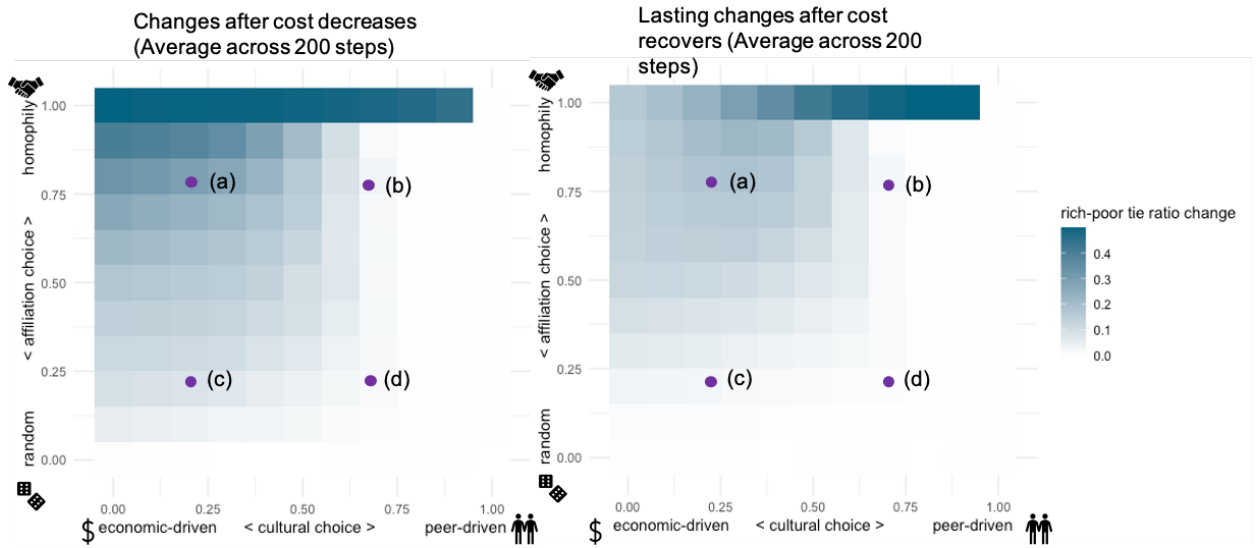 Changes after cost decreases
(Average across 200 steps)
homophily
< affiliation choice >
random
1.00
0.75
0.50
0.25
0.00
(a)
(b)
(c)
(d)
0.00
0.25
0.50
0.75
1.00
$ economic-driven < cultural choice > peer-driven
Lasting changes after cost
recovers (Average across 200
steps)
homophily
< affiliation choice >
random
1.00
0.75
0.50
0.25
0.00
(a)
(b)
(c)
(d)
0.00
0.25
0.50
0.75
1.00
$ economic-driven < cultural choice > peer-driven
rich-poor tie ratio change
0.4
0.3
0.2
0.1
0.0